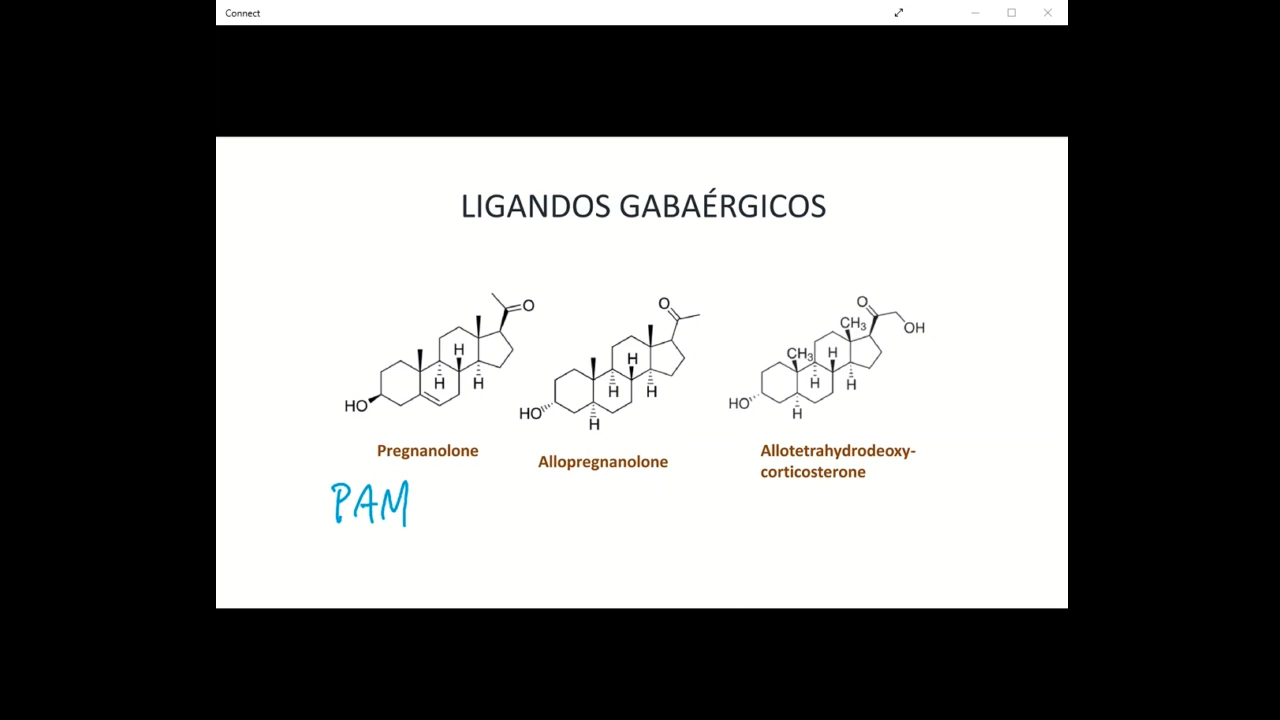 Connect
LIGANDOS GABAÉRGICOS
O
H
H
H
HO
O
H
H
H
H
HO
O
OH
CH₃
CH₃
H
H
H
H
HO
Pregnanolone
Allopregnanolone
Allotetrahydrodeoxy-
corticosterone
PAM